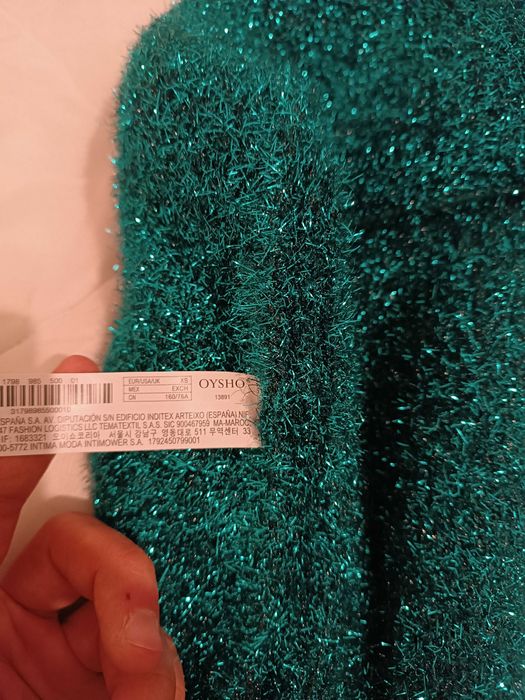 1798 985 500 01
31798985500010
EUR/USA/UK XS
MEX EXCH
CN 160/76A
OYSHO
13891
ESPAÑA S.A. AV. DIPUTACIÓN S/N EDIFICIO INDITEX ARTEIXO (ESPAÑA) NIF
47 FASHION LOGISTICS LLC TEMATEXTIL S.A.S. SIC 900467959 MA-MAROC
IF: 1683321 오이쇼코리아 서울시 강남구 영동대로 511 무역센터 33
00-5772 INTIMA MODA INTIMOWER S.A. 1792450799001